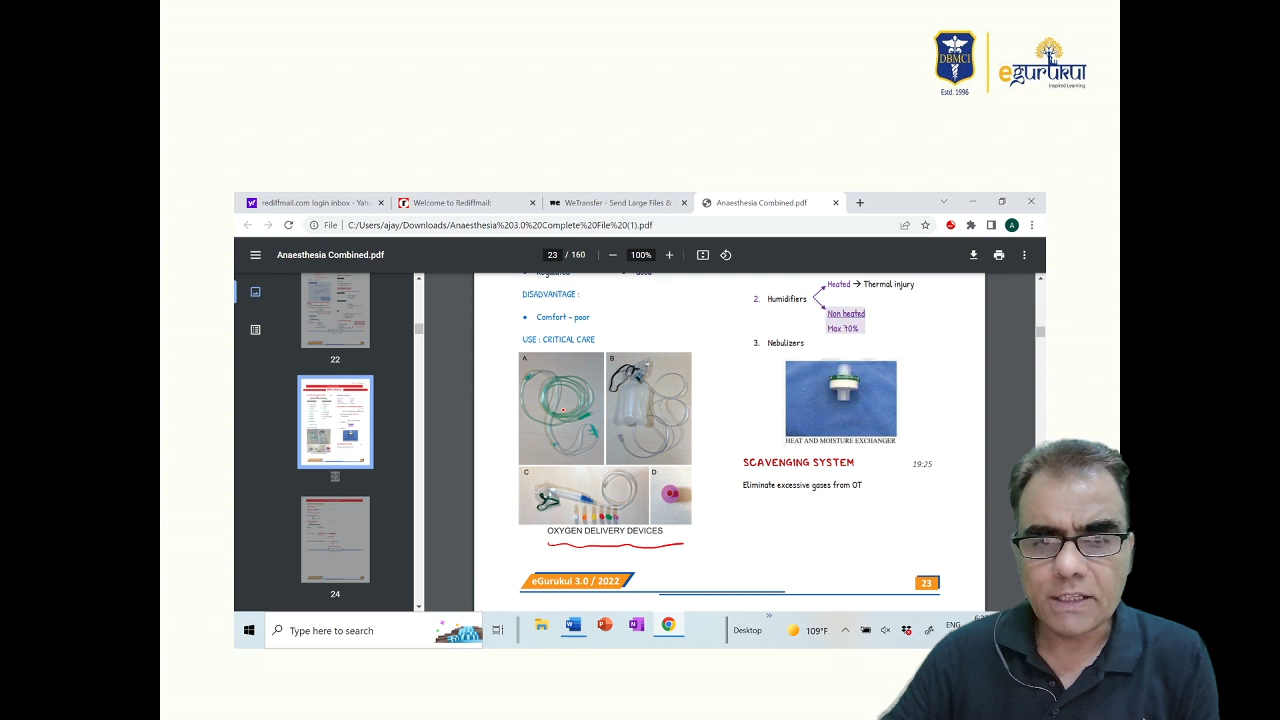 DBMCI
Estd. 1996
egurukul
Inspired Learning
rediffmail.com login inbox - Yah
Welcome to Rediffmail:
we
WeTransfer - Send Large Files &
Anaesthesia Combined.pdf
File
C:/Users/ajay/Downloads/Anaesthesia%203.0%20Complete%20File%20(1).pdf
A
Anaesthesia Combined.pdf
23 / 160
100%
22
23
24
DISADVANTAGE :
• Comfort - poor
USE : CRITICAL CARE
A
B
C
D
OXYGEN DELIVERY DEVICES
Heated → Thermal injury
2. Humidifiers
Non heated
Max 70%
3. Nebulizers
HEAT AND MOISTURE EXCHANGER
SCAVENGING SYSTEM 19:25
Eliminate excessive gases from OT
eGurukul 3.0 / 2022
23
Type here to search
Desktop
109°F
ENG